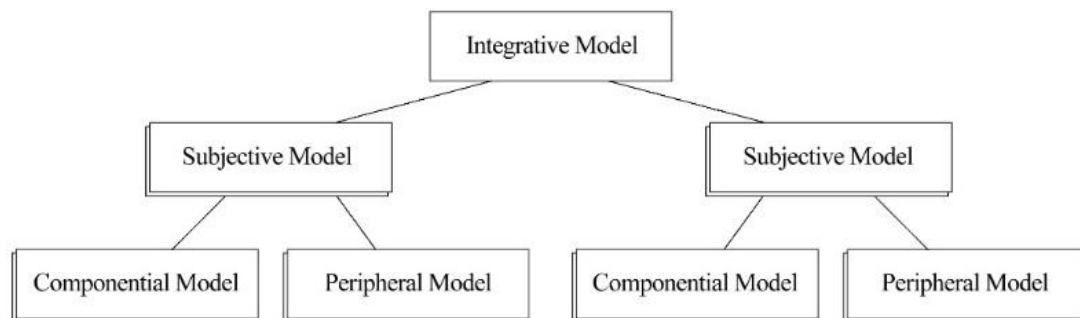 Integrative Model
Subjective Model
Subjective Model
Componential Model
Peripheral Model
Componential Model
Peripheral Model